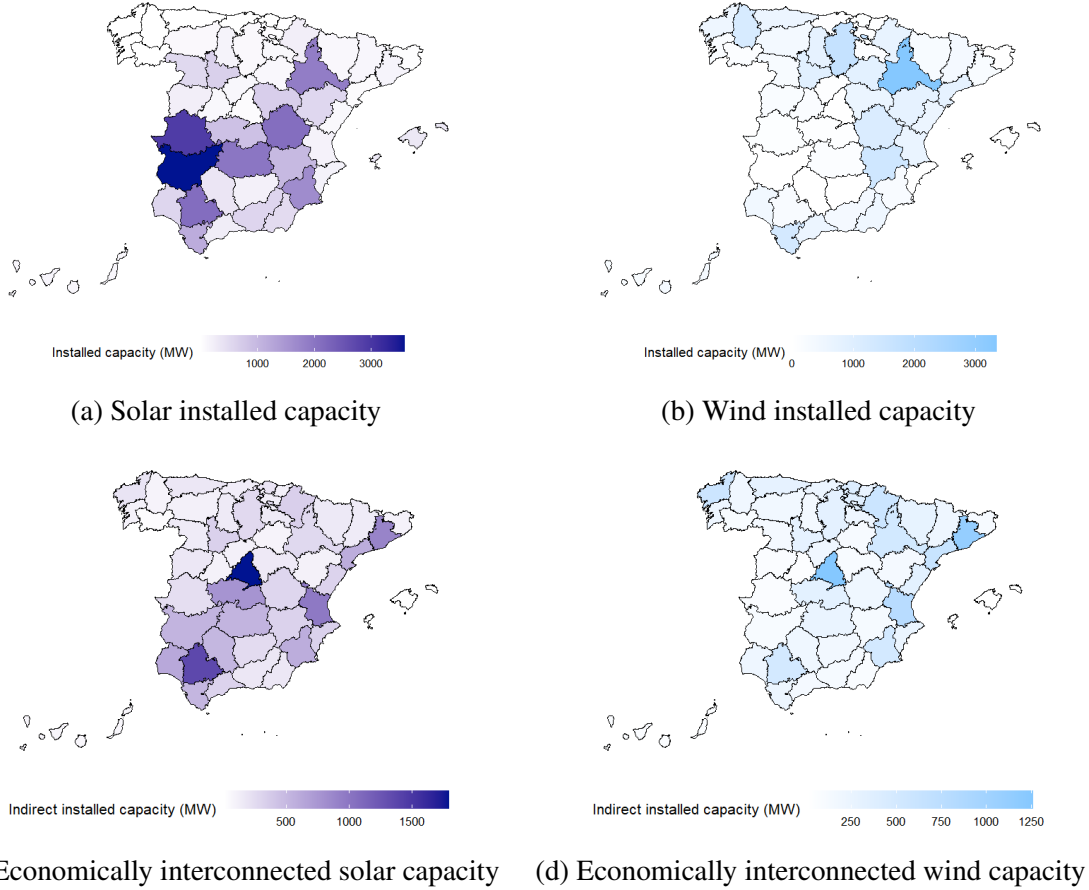 Installed capacity (MW)
1000 2000 3000
Installed capacity (MW)
0 1000 2000 3000
(a) Solar installed capacity
(b) Wind installed capacity
Indirect installed capacity (MW)
500 1000 1500
Indirect installed capacity (MW)
250 500 750 1000 1250
Economically interconnected solar capacity
(d) Economically interconnected wind capacity